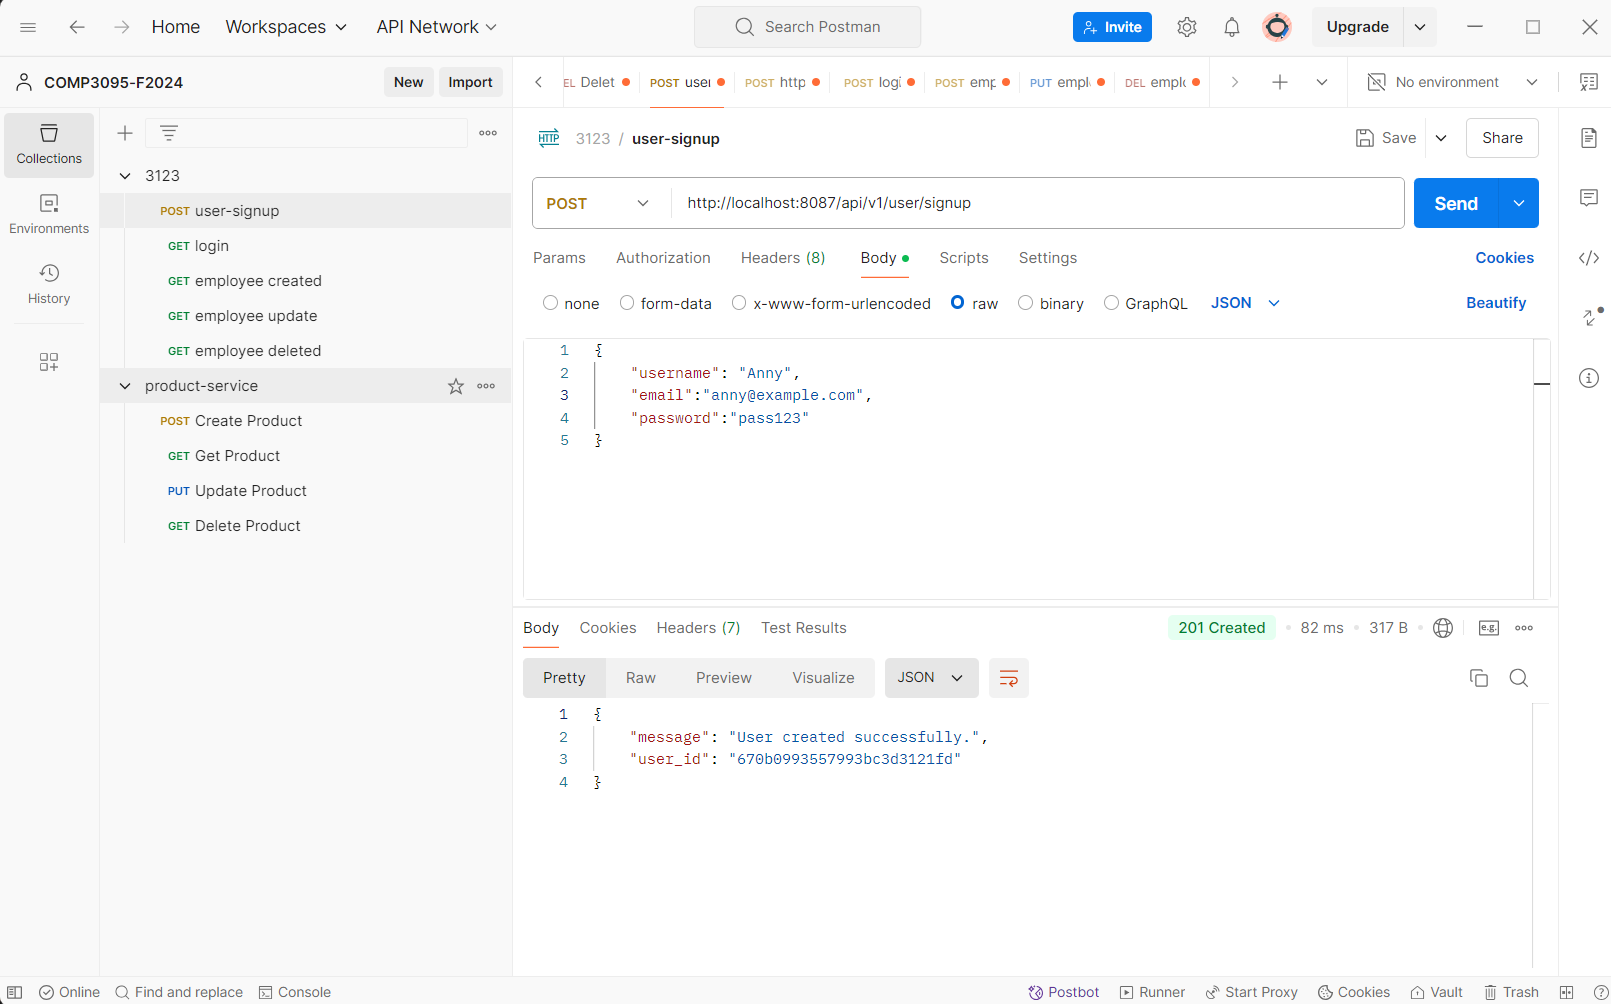 Home Workspaces API Network Search Postman Invite Upgrade
COMP3095-F2024 New Import
EL Delet POST user POST http POST logi POST emp PUT empl DEL emplo No environment
Collections
Environments
History
3123
POST user-signup
GET login
GET employee created
GET employee update
GET employee deleted
product-service
POST Create Product
GET Get Product
PUT Update Product
GET Delete Product
HTTP 3123 / user-signup Save Share
POST http://localhost:8087/api/v1/user/signup Send
Params Authorization Headers (8) Body Scripts Settings Cookies
none form-data x-www-form-urlencoded raw binary GraphQL JSON Beautify
1 {
2 "username": "Anny",
3 "email":"anny@example.com",
4 "password":"pass123"
5 }
Body Cookies Headers (7) Test Results 201 Created 82 ms 317 B e.g.
Pretty Raw Preview Visualize JSON
1 {
2 "message": "User created successfully.",
3 "user_id": "670b0993557993bc3d3121fd"
4 }
Online Find and replace Console Postbot Runner Start Proxy Cookies Vault Trash